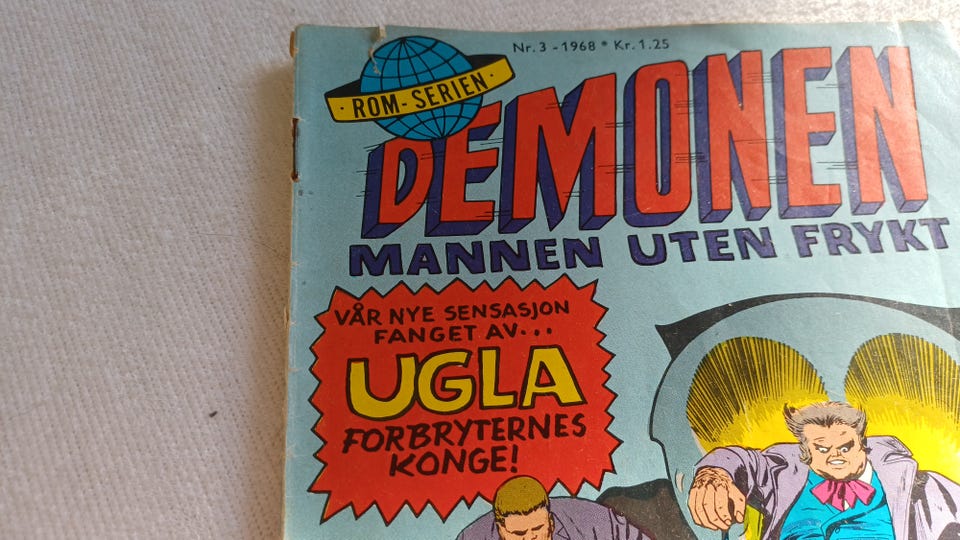 Nr. 3 - 1968 * Kr. 1.25
· ROM-SERIEN ·
DEMONEN
MANNEN UTEN FRYKT
VÅR NYE SENSASJON
FANGET AV...
UGLA
FORBRYTERNES
KONGE!